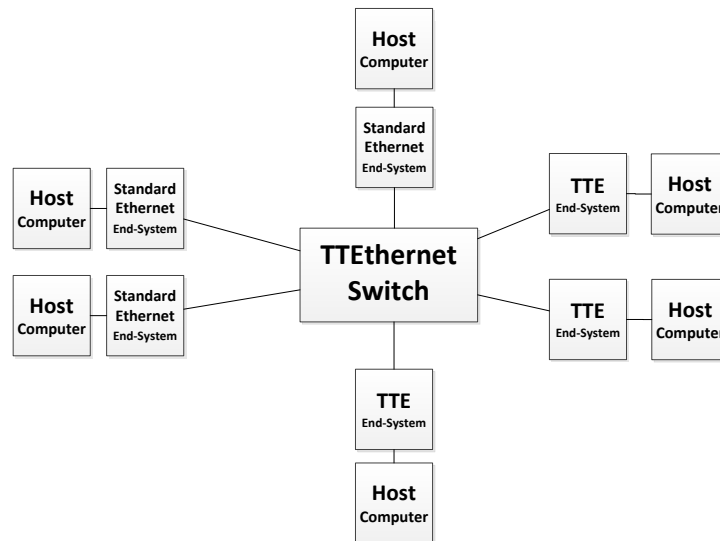 Host
Computer
Standard
Ethernet
End-System
Host
Computer
Standard
Ethernet
End-System
TTE
End-System
Host
Computer
TTEthernet
Switch
Host
Computer
Standard
Ethernet
End-System
TTE
End-System
Host
Computer
TTE
End-System
Host
Computer